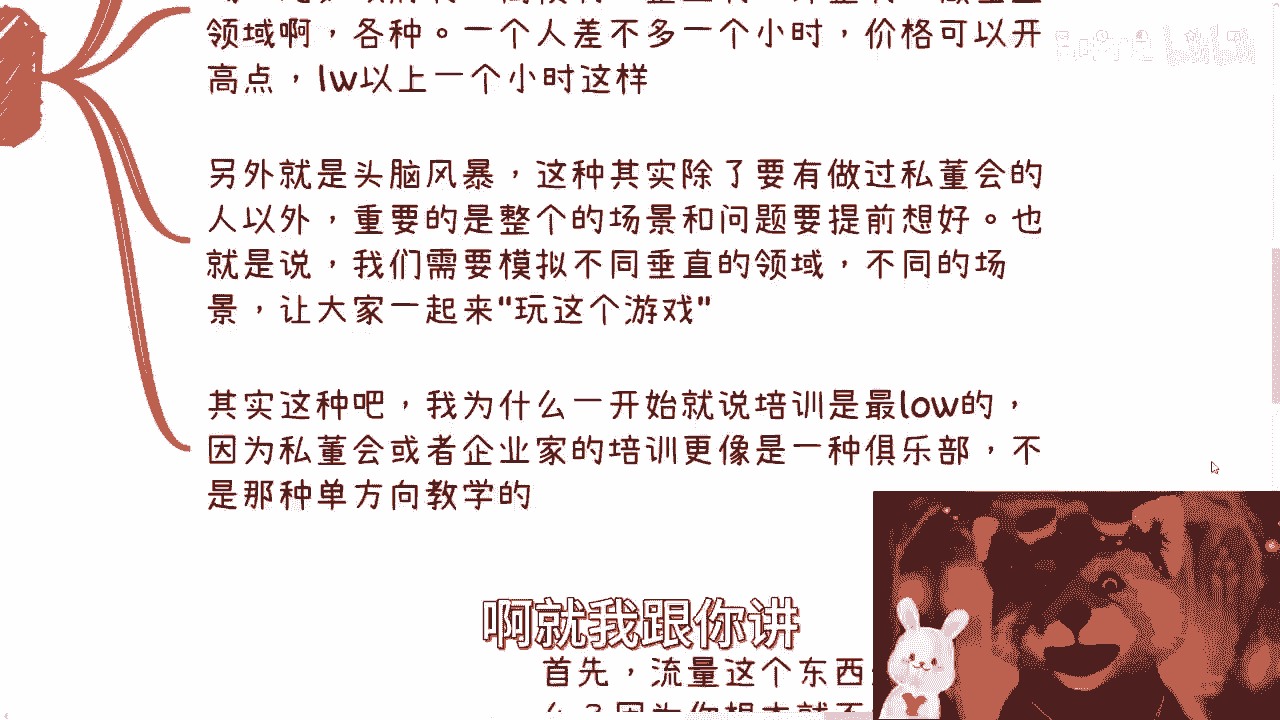 领域啊，各种。一个人差不多一个小时，价格可以开
高点，1w以上一个小时这样
另外就是头脑风暴，这种其实除了要有做过私董会的
人以外，重要的是整个的场景和问题要提前想好。也
就是说，我们需要模拟不同垂直的领域，不同的场
景，让大家一起来"玩这个游戏"
其实这种吧，我为什么一开始就说培训是最low的，
因为私董会或者企业家的培训更像是一种俱乐部，不
是那种单方向教学的
啊就我跟你讲
首先，流量这个东西